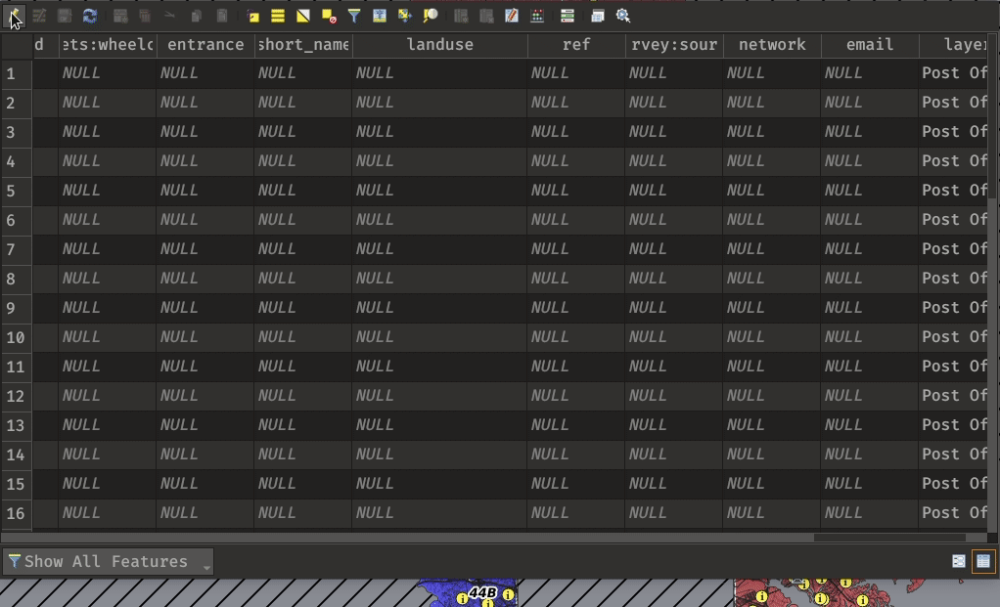 d ets:wheelc entrance short_name landuse ref rvey:sour network email layer
1 NULL NULL NULL NULL NULL NULL NULL NULL Post Of
2 NULL NULL NULL NULL NULL NULL NULL NULL Post Of
3 NULL NULL NULL NULL NULL NULL NULL NULL Post Of
4 NULL NULL NULL NULL NULL NULL NULL NULL Post Of
5 NULL NULL NULL NULL NULL NULL NULL NULL Post Of
6 NULL NULL NULL NULL NULL NULL NULL NULL Post Of
7 NULL NULL NULL NULL NULL NULL NULL NULL Post Of
8 NULL NULL NULL NULL NULL NULL NULL NULL Post Of
9 NULL NULL NULL NULL NULL NULL NULL NULL Post Of
10 NULL NULL NULL NULL NULL NULL NULL NULL Post Of
11 NULL NULL NULL NULL NULL NULL NULL NULL Post Of
12 NULL NULL NULL NULL NULL NULL NULL NULL Post Of
13 NULL NULL NULL NULL NULL NULL NULL NULL Post Of
14 NULL NULL NULL NULL NULL NULL NULL NULL Post Of
15 NULL NULL NULL NULL NULL NULL NULL NULL Post Of
16 NULL NULL NULL NULL NULL NULL NULL NULL Post Of
Show All Features
44B